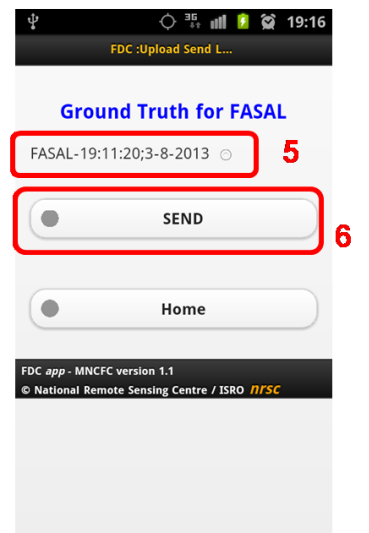 3G 19:16
FDC :Upload Send L...
Ground Truth for FASAL
FASAL-19:11:20;3-8-2013
5
SEND
6
Home
FDC app - MNCFC version 1.1
© National Remote Sensing Centre / ISRO nrsc